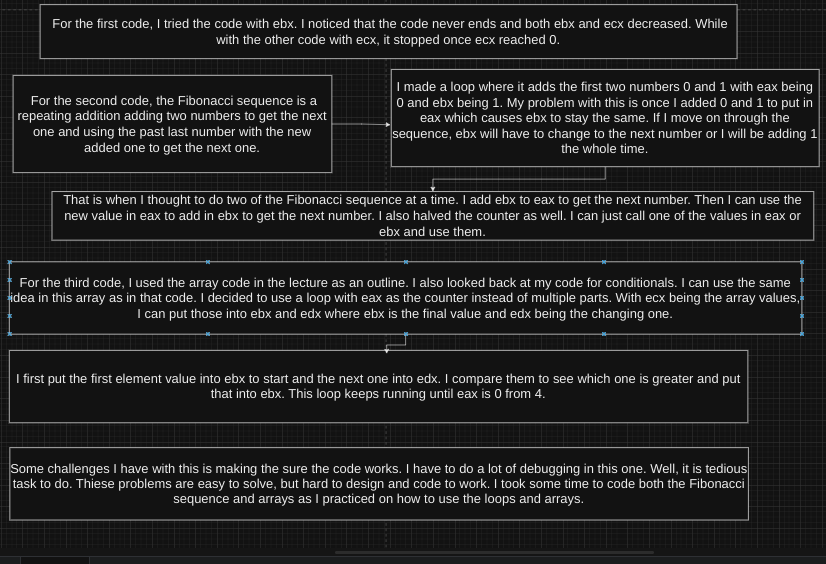 For the first code, I tried the code with ebx. I noticed that the code never ends and both ebx and ecx decreased. While
with the other code with ecx, it stopped once ecx reached 0.
For the second code, the Fibonacci sequence is a
repeating addition adding two numbers to get the next
one and using the past last number with the new
added one to get the next one.
I made a loop where it adds the first two numbers 0 and 1 with eax being
0 and ebx being 1. My problem with this is once I added 0 and 1 to put in
eax which causes ebx to stay the same. If I move on through the
sequence, ebx will have to change to the next number or I will be adding 1
the whole time.
That is when I thought to do two of the Fibonacci sequence at a time. I add ebx to eax to get the next number. Then I can use the
new value in eax to add in ebx to get the next number. I also halved the counter as well. I can just call one of the values in eax or
ebx and use them.
For the third code, I used the array code in the lecture as an outline. I also looked back at my code for conditionals. I can use the same
idea in this array as in that code. I decided to use a loop with eax as the counter instead of multiple parts. With ecx being the array values,
I can put those into ebx and edx where ebx is the final value and edx being the changing one.
I first put the first element value into ebx to start and the next one into edx. I compare them to see which one is greater and put
that into ebx. This loop keeps running until eax is 0 from 4.
Some challenges I have with this is making the sure the code works. I have to do a lot of debugging in this one. Well, it is tedious
task to do. Thiese problems are easy to solve, but hard to design and code to work. I took some time to code both the Fibonacci
sequence and arrays as I practiced on how to use the loops and arrays.